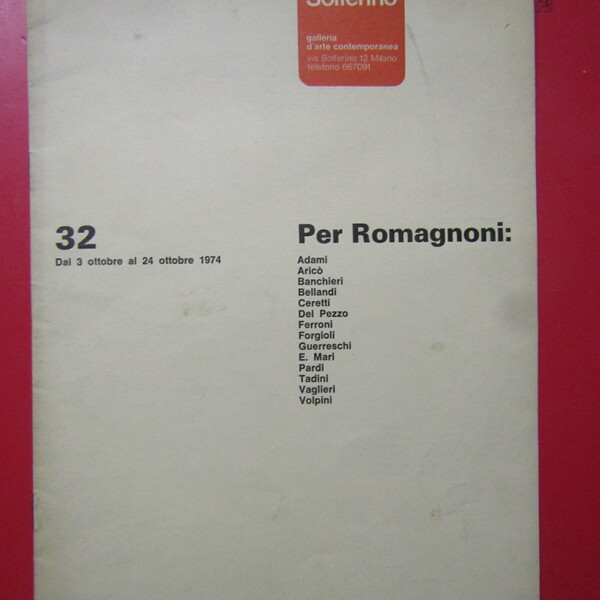 Solferino
galleria
d'arte contemporanea
via Solferino 12 Milano
telefono 667091
32
Dal 3 ottobre al 24 ottobre 1974
Per Romagnoni:
Adami
Aricò
Banchieri
Bellandi
Ceretti
Del Pezzo
Ferroni
Forgioli
Guerreschi
E. Mari
Pardi
Tadini
Vaglieri
Volpini